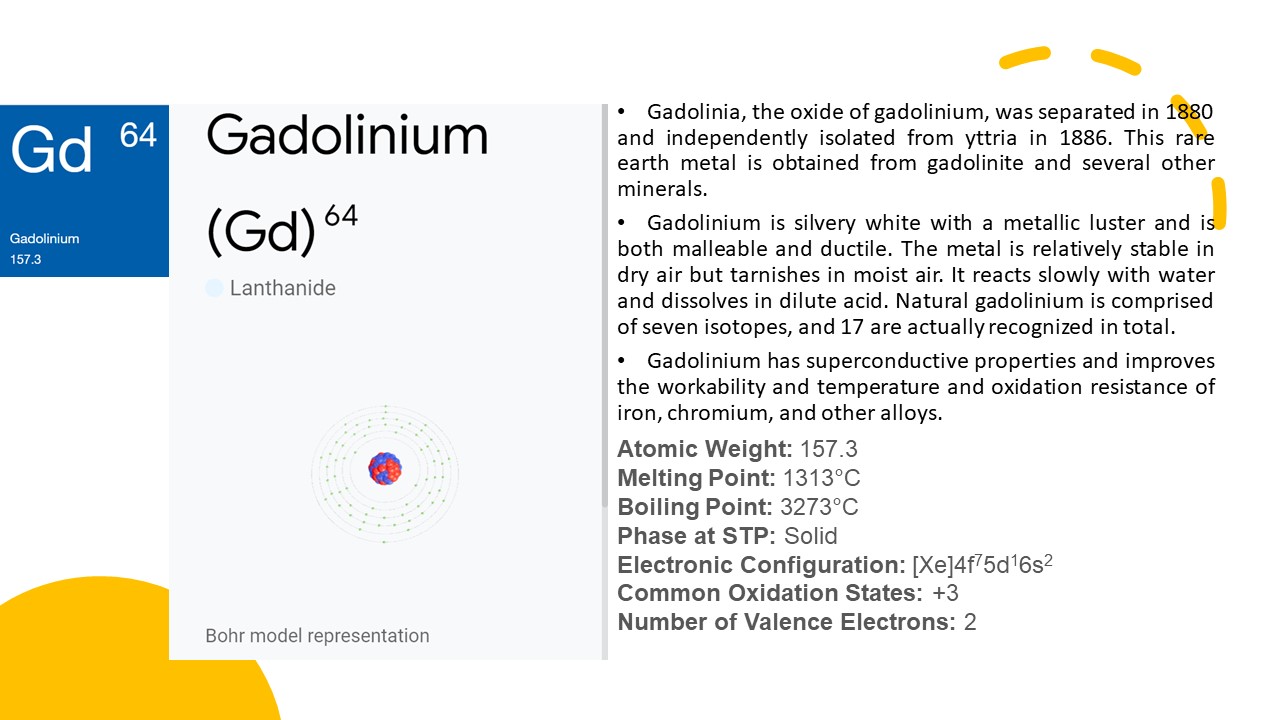 Gd 64
Gadolinium
157.3
Gadolinium
(Gd)⁶⁴
Lanthanide
Bohr model representation
• Gadolinia, the oxide of gadolinium, was separated in 1880
and independently isolated from yttria in 1886. This rare
earth metal is obtained from gadolinite and several other
minerals.
• Gadolinium is silvery white with a metallic luster and is
both malleable and ductile. The metal is relatively stable in
dry air but tarnishes in moist air. It reacts slowly with water
and dissolves in dilute acid. Natural gadolinium is comprised
of seven isotopes, and 17 are actually recognized in total.
• Gadolinium has superconductive properties and improves
the workability and temperature and oxidation resistance of
iron, chromium, and other alloys.
Atomic Weight: 157.3
Melting Point: 1313°C
Boiling Point: 3273°C
Phase at STP: Solid
Electronic Configuration: [Xe]4f⁷5d¹6s²
Common Oxidation States: +3
Number of Valence Electrons: 2